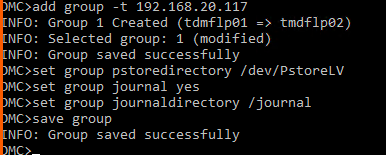 DMC>add group -t 192.168.20.117
INFO: Group 1 Created (tdmflp01 => tmdflp02)
INFO: Selected group: 1 (modified)
INFO: Group saved successfully
DMC>set group pstoredirectory /dev/PstoreLV
DMC>set group journal yes
DMC>set group journaldirectory /journal
DMC>save group
INFO: Group saved successfully
DMC>